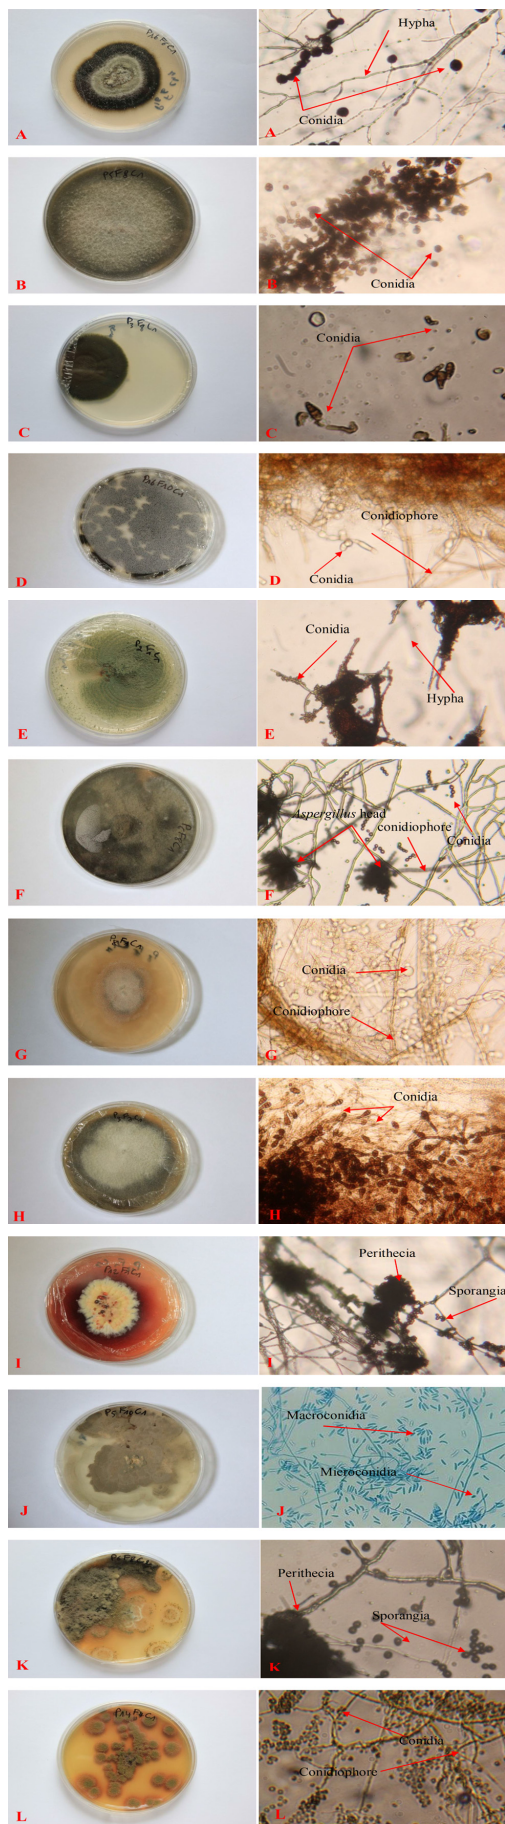 Hypha
Conidia
A
A
P5F8C1
Conidia
B
B
Conidia
C
C
Conidiophore
Conidia
D
D
Conidia
Hypha
E
E
Aspergillus head
conidiophore
Conidia
F
F
Conidia
Conidiophore
G
G
Conidia
H
H
Perithecia
Sporangia
I
I
Macroconidia
Microconidia
J
J
Perithecia
Sporangia
K
K
Conidia
Conidiophore
L
L